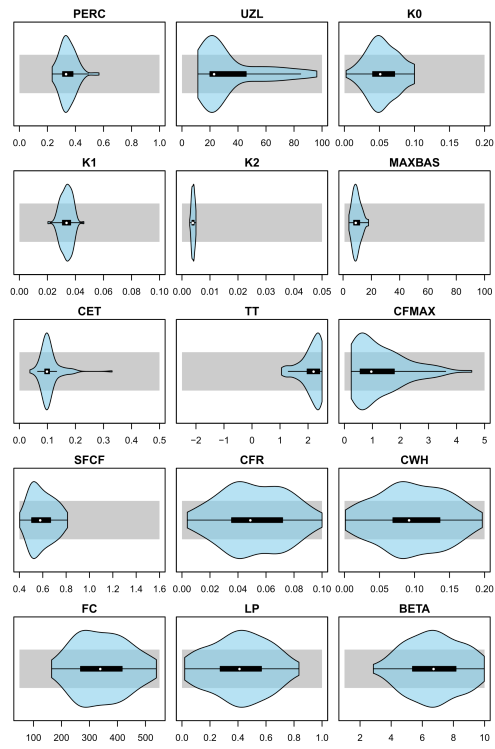 PERC UZL K0
0.0 0.2 0.4 0.6 0.8 1.0 0 20 40 60 80 100 0.00 0.05 0.10 0.15 0.20
K1 K2 MAXBAS
0.00 0.02 0.04 0.06 0.08 0.10 0.00 0.01 0.02 0.03 0.04 0.05 0 20 40 60 80 100
CET TT CFMAX
0.0 0.1 0.2 0.3 0.4 0.5 −2 −1 0 1 2 0 1 2 3 4 5
SFCF CFR CWH
0.4 0.6 0.8 1.0 1.2 1.4 1.6 0.00 0.02 0.04 0.06 0.08 0.10 0.00 0.05 0.10 0.15 0.20
FC LP BETA
100 200 300 400 500 0.0 0.2 0.4 0.6 0.8 1.0 2 4 6 8 10